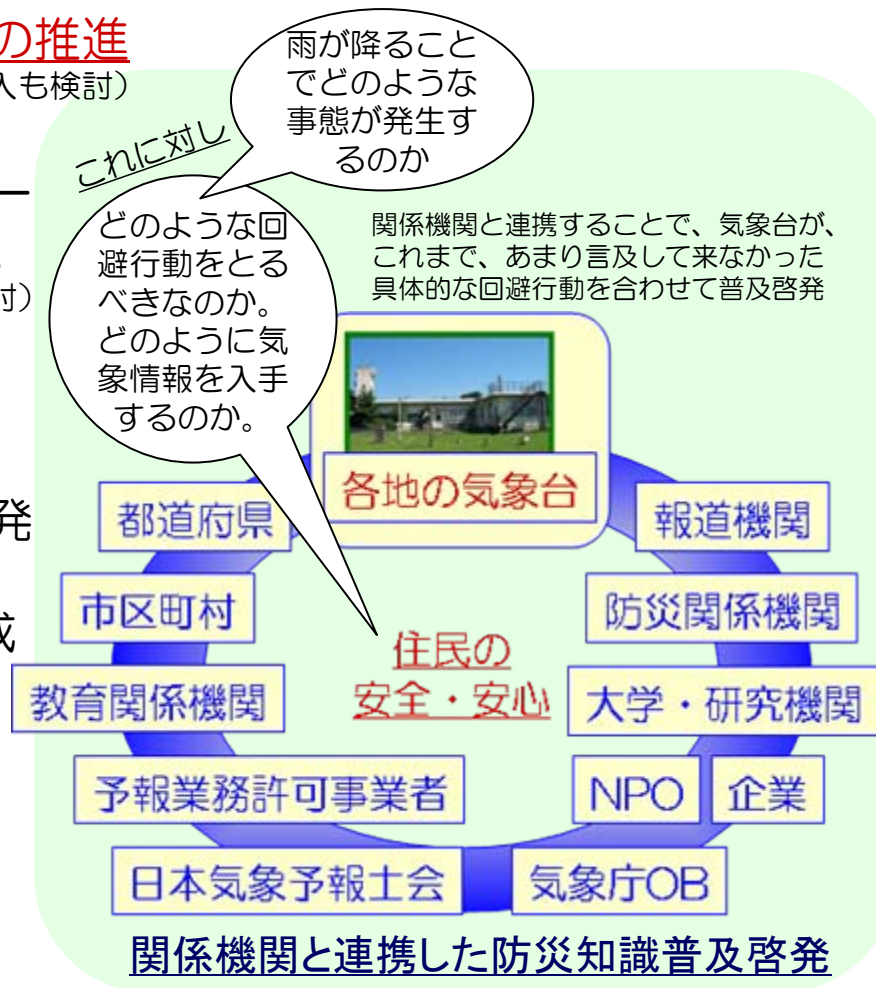 の推進
入も検討）
雨が降ること
でどのような
事態が発生す
るのか
これに対し
ー
どのような回
避行動をとる
べきなのか。
どのように気
象情報を入手
するのか。
討）
関係機関と連携することで、気象台が、
これまで、あまり言及して来なかった
具体的な回避行動を合わせて普及啓発
各地の気象台
発
都道府県
報道機関
市区町村
防災関係機関
成
住民の
安全・安心
教育関係機関
大学・研究機関
予報業務許可事業者
NPO
企業
日本気象予報士会
気象庁OB
関係機関と連携した防災知識普及啓発